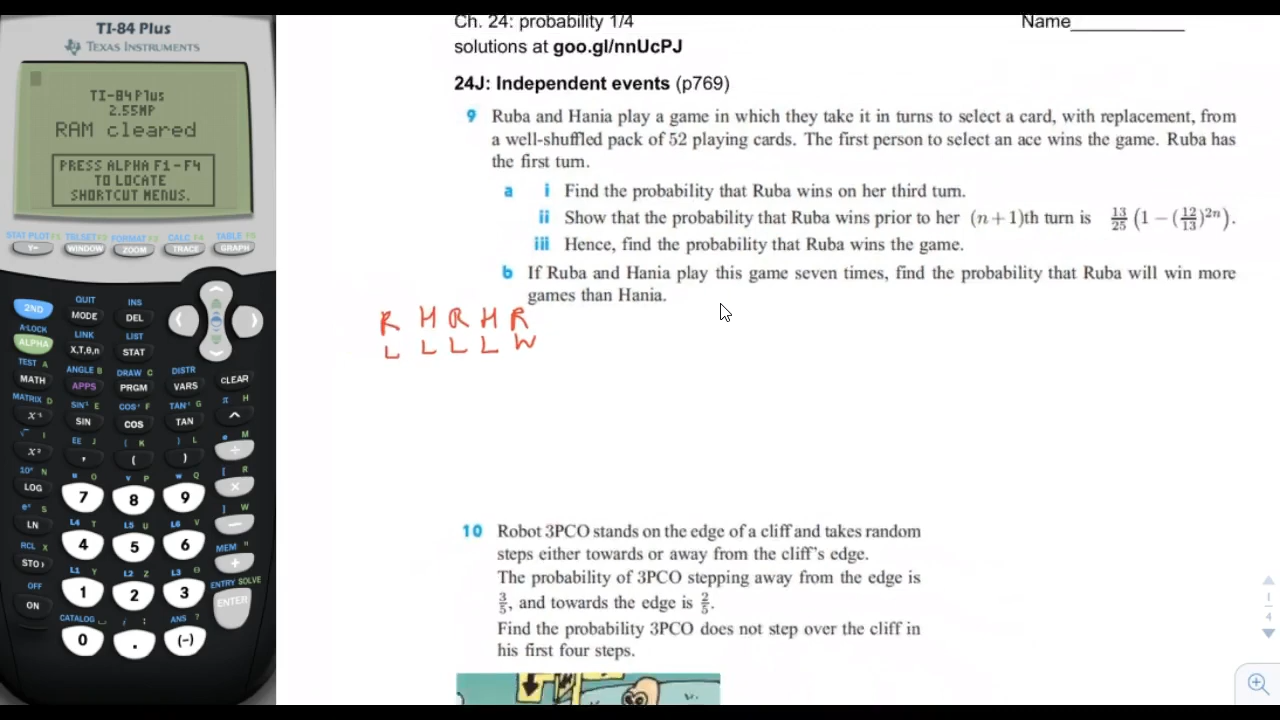 TI-84 Plus
TEXAS INSTRUMENTS
TI-84Plus
2.55MP
RAM cleared
PRESS ALPHA F1-F4
TO LOCATE
SHORTCUT MENUS.
STAT PLOT F1 TBLSET F2 FORMAT F3 CALC F4 TABLE F5
Y= WINDOW ZOOM TRACE GRAPH
QUIT INS
2ND MODE DEL
A-LOCK LINK LIST
ALPHA X,T,θ,n STAT
TEST A ANGLE B DRAW C DISTR
MATH APPS PRGM VARS CLEAR
MATRIX D SIN⁻¹ E COS⁻¹ F TAN⁻¹ G π H
X⁻¹ SIN COS TAN ^
√ I EE J { K } L e M
X² , ( ) ÷
10ˣ N u O v P w Q [ R
LOG 7 8 9 ×
eˣ S L4 T L5 U L6 V ] W
LN 4 5 6 −
RCL X L1 Y L2 Z L3 θ MEM "
STO› 1 2 3 +
OFF CATALOG ⎵ i : ANS ? ENTRY SOLVE
ON 0 . (-) ENTER
Ch. 24: probability 1/4 Name___________
solutions at goo.gl/nnUcPJ
24J: Independent events (p769)
9 Ruba and Hania play a game in which they take it in turns to select a card, with replacement, from
a well-shuffled pack of 52 playing cards. The first person to select an ace wins the game. Ruba has
the first turn.
a i Find the probability that Ruba wins on her third turn.
ii Show that the probability that Ruba wins prior to her (n+1)th turn is 13/25 (1 − (12/13)²ⁿ).
iii Hence, find the probability that Ruba wins the game.
b If Ruba and Hania play this game seven times, find the probability that Ruba will win more
games than Hania.
R H R H R
L L L L W
10 Robot 3PCO stands on the edge of a cliff and takes random
steps either towards or away from the cliff's edge.
The probability of 3PCO stepping away from the edge is
3/5, and towards the edge is 2/5.
Find the probability 3PCO does not step over the cliff in
his first four steps.
1
4